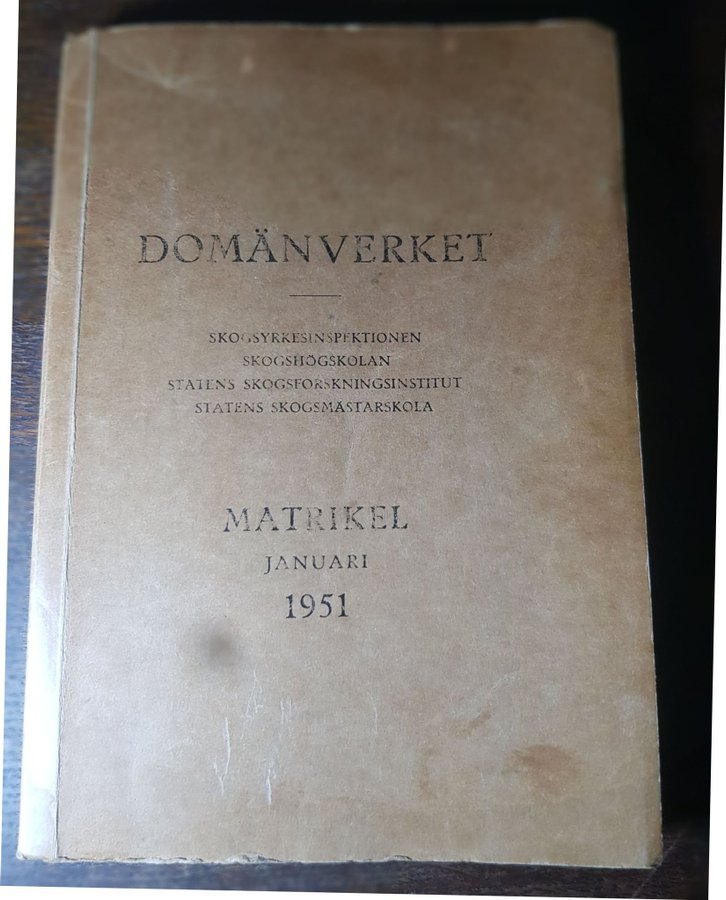 DOMÄNVERKET
SKOGSYRKESINSPEKTIONEN
SKOGSHÖGSKOLAN
STATENS SKOGSFORSKNINGSINSTITUT
STATENS SKOGSMÄSTARSKOLA
MATRIKEL
JANUARI
1951